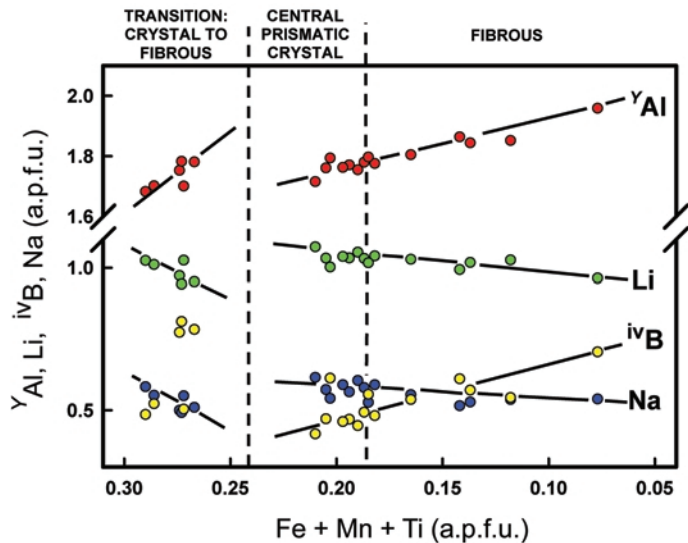 TRANSITION:
CRYSTAL TO
FIBROUS
CENTRAL
PRISMATIC
CRYSTAL
FIBROUS
2.0
1.8
1.6
1.0
0.5
ʸAl
Li
ⁱᵛB
Na
ʸAl, Li, ⁱᵛB, Na (a.p.f.u.)
0.30 0.25 0.20 0.15 0.10 0.05
Fe + Mn + Ti (a.p.f.u.)